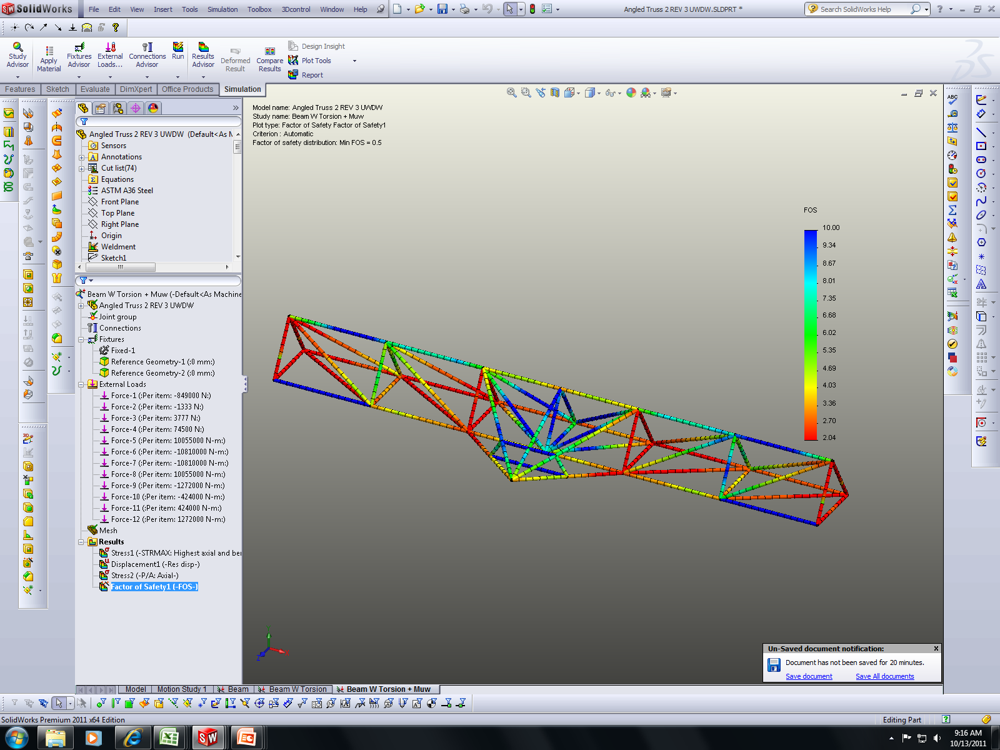 SolidWorks
File Edit View Insert Tools Simulation Toolbox 3Dcontrol Window Help
Angled Truss 2 REV 3 UWDW.SLDPRT *
Search SolidWorks Help
Study Advisor
Apply Material
Fixtures Advisor
External Loads...
Connections Advisor
Run
Results Advisor
Deformed Result
Compare Results
Design Insight
Plot Tools
Report
Features Sketch Evaluate DimXpert Office Products Simulation
Angled Truss 2 REV 3 UWDW (Default<As M
Sensors
Annotations
Cut list(74)
Equations
ASTM A36 Steel
Front Plane
Top Plane
Right Plane
Origin
Weldment
Sketch1
Beam W Torsion + Muw (-Default<As Machine
Angled Truss 2 REV 3 UWDW
Joint group
Connections
Fixtures
Fixed-1
Reference Geometry-1 (:0 mm:)
Reference Geometry-2 (:0 mm:)
External Loads
Force-1 (:Per item: -849000 N:)
Force-2 (:Per item: -1333 N:)
Force-3 (:Per item: 3777 N:)
Force-4 (:Per item: 74500 N:)
Force-5 (:Per item: 10055000 N-m:)
Force-6 (:Per item: -10810000 N-m:)
Force-7 (:Per item: -10810000 N-m:)
Force-8 (:Per item: 10055000 N-m:)
Force-9 (:Per item: -1272000 N-m:)
Force-10 (:Per item: -424000 N-m:)
Force-11 (:Per item: 424000 N-m:)
Force-12 (:Per item: 1272000 N-m:)
Mesh
Results
Stress1 (-STRMAX: Highest axial and ber
Displacement1 (-Res disp-)
Stress2 (-P/A: Axial-)
Factor of Safety1 (-FOS-)
Model name: Angled Truss 2 REV 3 UWDW
Study name: Beam W Torsion + Muw
Plot type: Factor of Safety Factor of Safety1
Criterion : Automatic
Factor of safety distribution: Min FOS = 0.5
FOS
10.00
9.34
8.67
8.01
7.35
6.68
6.02
5.35
4.69
4.03
3.36
2.70
2.04
Y
X
Z
ABC
3D
Un-Saved document notification: x
Document has not been saved for 20 minutes.
Save document Save All documents
Model Motion Study 1 Beam Beam W Torsion Beam W Torsion + Muw
SolidWorks Premium 2011 x64 Edition
Editing Part
9:16 AM
10/13/2011